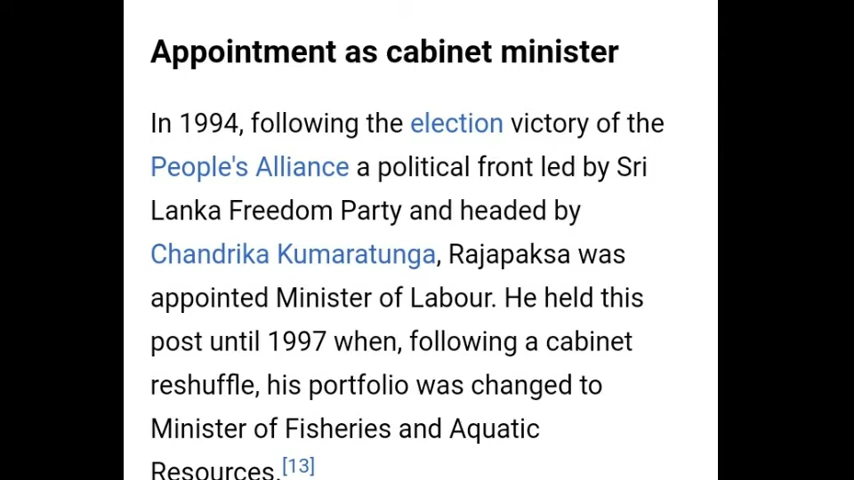 Appointment as cabinet minister
In 1994, following the election victory of the
People's Alliance a political front led by Sri
Lanka Freedom Party and headed by
Chandrika Kumaratunga, Rajapaksa was
appointed Minister of Labour. He held this
post until 1997 when, following a cabinet
reshuffle, his portfolio was changed to
Minister of Fisheries and Aquatic
Resources.[13]